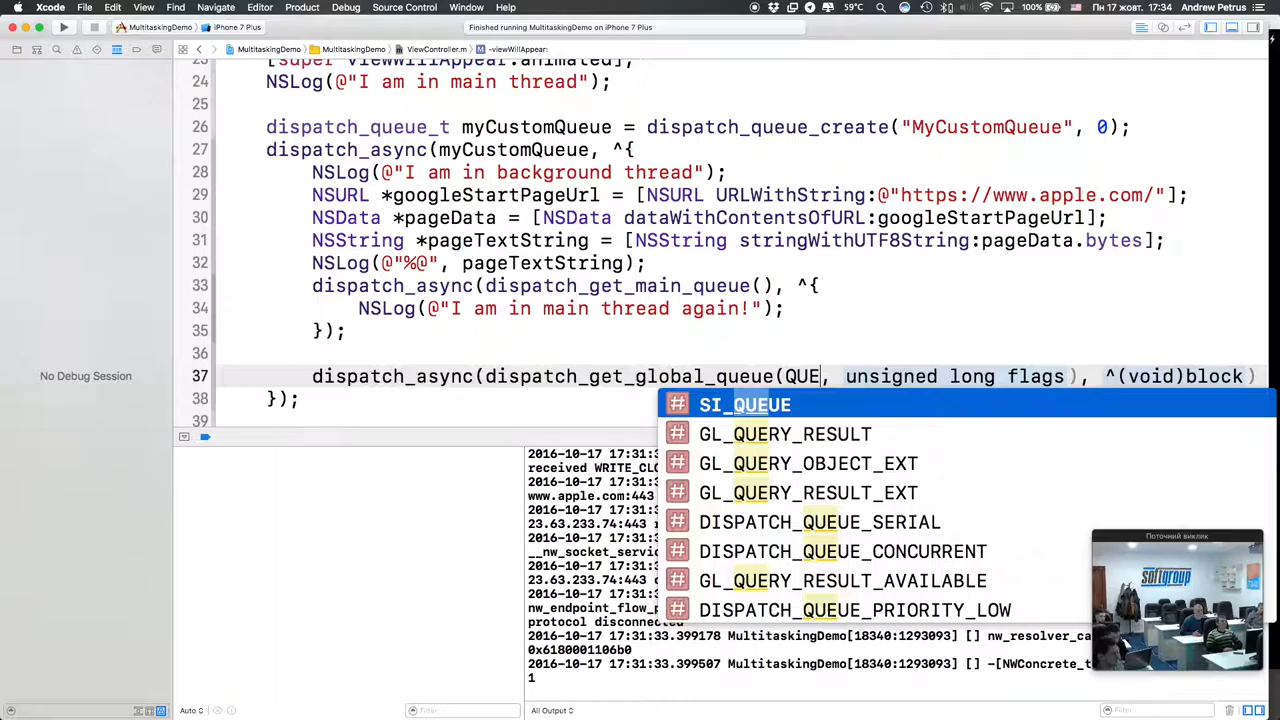 Xcode File Edit View Find Navigate Editor Product Debug Source Control Window Help
59% 100% Пт 17 жовт. 17:34 Andrew Petrus
MultitaskingDemo iPhone 7 Plus
Finished running MultitaskingDemo on iPhone 7 Plus
MultitaskingDemo MultitaskingDemo ViewController.m -viewWillAppear:
23 [super viewWillAppear:animated];
24 NSLog(@"I am in main thread");
25
26 dispatch_queue_t myCustomQueue = dispatch_queue_create("MyCustomQueue", 0);
27 dispatch_async(myCustomQueue, ^{
28 NSLog(@"I am in background thread");
29 NSURL *googleStartPageUrl = [NSURL URLWithString:@"https://www.apple.com/"];
30 NSData *pageData = [NSData dataWithContentsOfURL:googleStartPageUrl];
31 NSString *pageTextString = [NSString stringWithUTF8String:pageData.bytes];
32 NSLog(@"%@", pageTextString);
33 dispatch_async(dispatch_get_main_queue(), ^{
34 NSLog(@"I am in main thread again!");
35 });
36
37 dispatch_async(dispatch_get_global_queue(QUE, unsigned long flags), ^(void)block)
38 });
39
No Debug Session
# SI_QUEUE
# GL_QUERY_RESULT
# GL_QUERY_OBJECT_EXT
# GL_QUERY_RESULT_EXT
# DISPATCH_QUEUE_SERIAL
# DISPATCH_QUEUE_CONCURRENT
# GL_QUERY_RESULT_AVAILABLE
# DISPATCH_QUEUE_PRIORITY_LOW
2016-10-17 17:31:3
received WRITE_CLO
2016-10-17 17:31:3
www.apple.com:443
2016-10-17 17:31:3
23.63.233.74:443
2016-10-17 17:31:3
__nw_socket_servic
2016-10-17 17:31:3
23.63.233.74:443
2016-10-17 17:31:3
nw_endpoint_flow_p
protocol disconnected
2016-10-17 17:31:33.399178 MultitaskingDemo[18340:1293093] [] nw_resolver_ca
0x6180001106b0
2016-10-17 17:31:33.399507 MultitaskingDemo[18340:1293093] [] -[NWConcrete_t
1
Поточний виклик
softgroup
Auto Filter All Output Filter